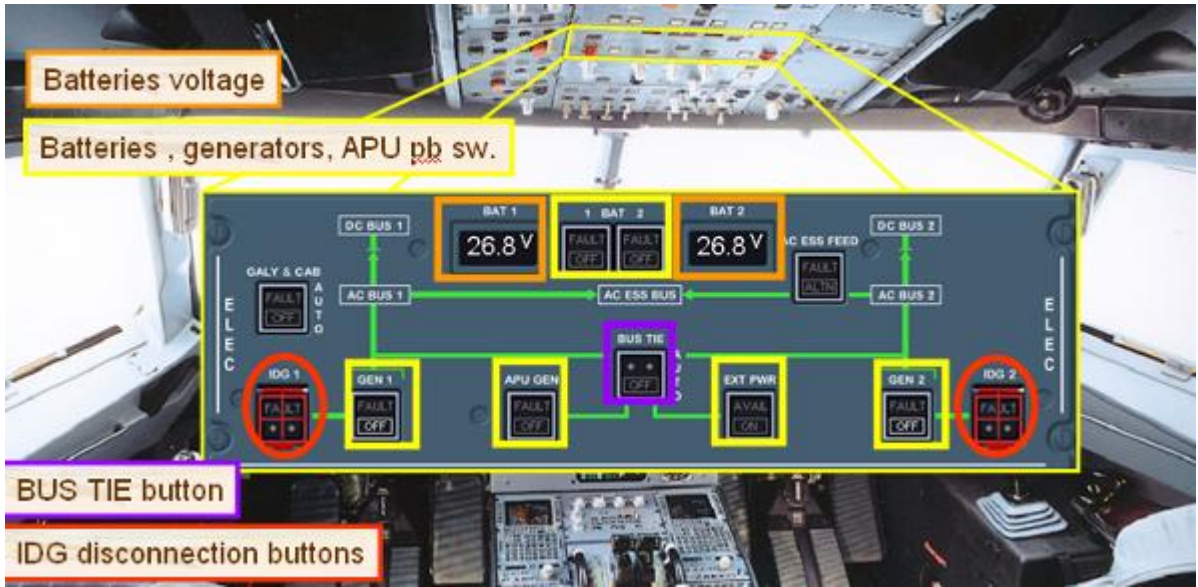 Batteries voltage
Batteries , generators, APU pb sw.
BAT 1
1 BAT 2
BAT 2
DC BUS 1
26.8 V
FAULT
OFF
FAULT
OFF
26.8 V
DC BUS 2
AC ESS FEED
FAULT
ALTN
GALY & CAB
FAULT
OFF
AUTO
AC BUS 1
AC ESS BUS
AC BUS 2
ELEC
ELEC
BUS TIE
OFF
AUTO
IDG 1
FAULT
GEN 1
FAULT
OFF
APU GEN
FAULT
OFF
EXT PWR
AVAIL
ON
GEN 2
FAULT
OFF
IDG 2
FAULT
BUS TIE button
IDG disconnection buttons